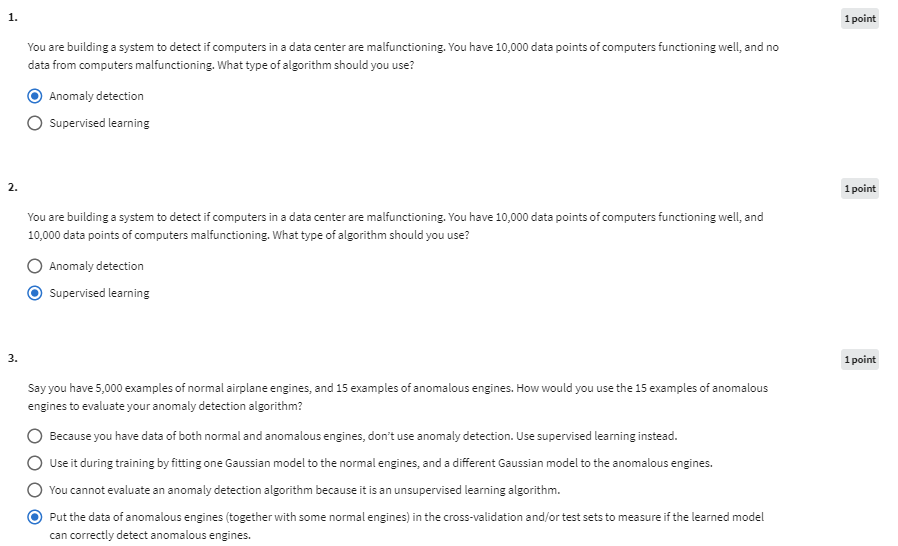 1.
1 point
You are building a system to detect if computers in a data center are malfunctioning. You have 10,000 data points of computers functioning well, and no
data from computers malfunctioning. What type of algorithm should you use?
Anomaly detection
Supervised learning
2.
1 point
You are building a system to detect if computers in a data center are malfunctioning. You have 10,000 data points of computers functioning well, and
10,000 data points of computers malfunctioning. What type of algorithm should you use?
Anomaly detection
Supervised learning
3.
1 point
Say you have 5,000 examples of normal airplane engines, and 15 examples of anomalous engines. How would you use the 15 examples of anomalous
engines to evaluate your anomaly detection algorithm?
Because you have data of both normal and anomalous engines, don't use anomaly detection. Use supervised learning instead.
Use it during training by fitting one Gaussian model to the normal engines, and a different Gaussian model to the anomalous engines.
You cannot evaluate an anomaly detection algorithm because it is an unsupervised learning algorithm.
Put the data of anomalous engines (together with some normal engines) in the cross-validation and/or test sets to measure if the learned model
can correctly detect anomalous engines.